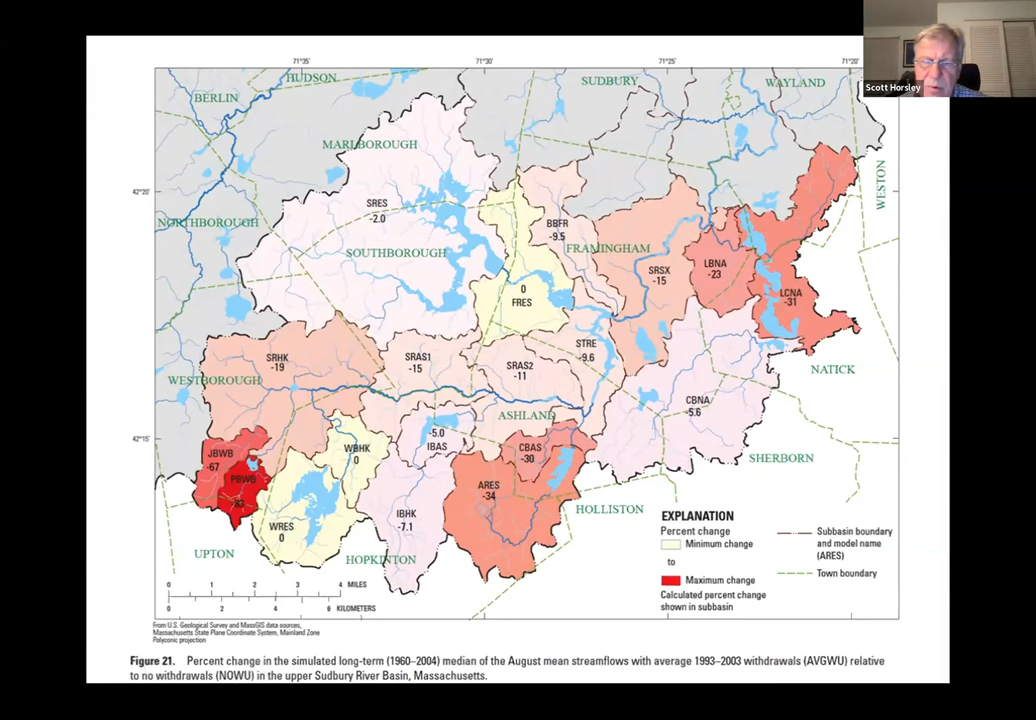 Scott Horsley
71°35'
71°30'
71°25'
71°20'
HUDSON
BERLIN
SUDBURY
WAYLAND
MARLBOROUGH
WESTON
42°20'
SRES
-2.0
NORTHBOROUGH
BBFR
-9.5
SOUTHBOROUGH
FRAMINGHAM
LBNA
-23
SRSX
-15
0
FRES
LCNA
-31
STRE
-9.6
SRHK
-19
SRAS1
-15
SRAS2
-11
NATICK
WESTBOROUGH
CBNA
-5.6
42°15'
ASHLAND
-5.0
IBAS
WBHK
0
CBAS
-30
JBWB
-67
SHERBORN
PBWB
ARES
-34
HOLLISTON
IBHK
-7.1
WRES
0
UPTON
HOPKINTON
EXPLANATION
Percent change
Minimum change
to
Maximum change
Calculated percent change
shown in subbasin
Subbasin boundary
and model name
(ARES)
Town boundary
0 1 2 3 4 MILES
0 2 4 6 KILOMETERS
From U.S. Geological Survey and MassGIS data sources,
Massachusetts State Plane Coordinate System, Mainland Zone
Polyconic projection
Figure 21. Percent change in the simulated long-term (1960–2004) median of the August mean streamflows with average 1993–2003 withdrawals (AVGWU) relative
to no withdrawals (NOWU) in the upper Sudbury River Basin, Massachusetts.